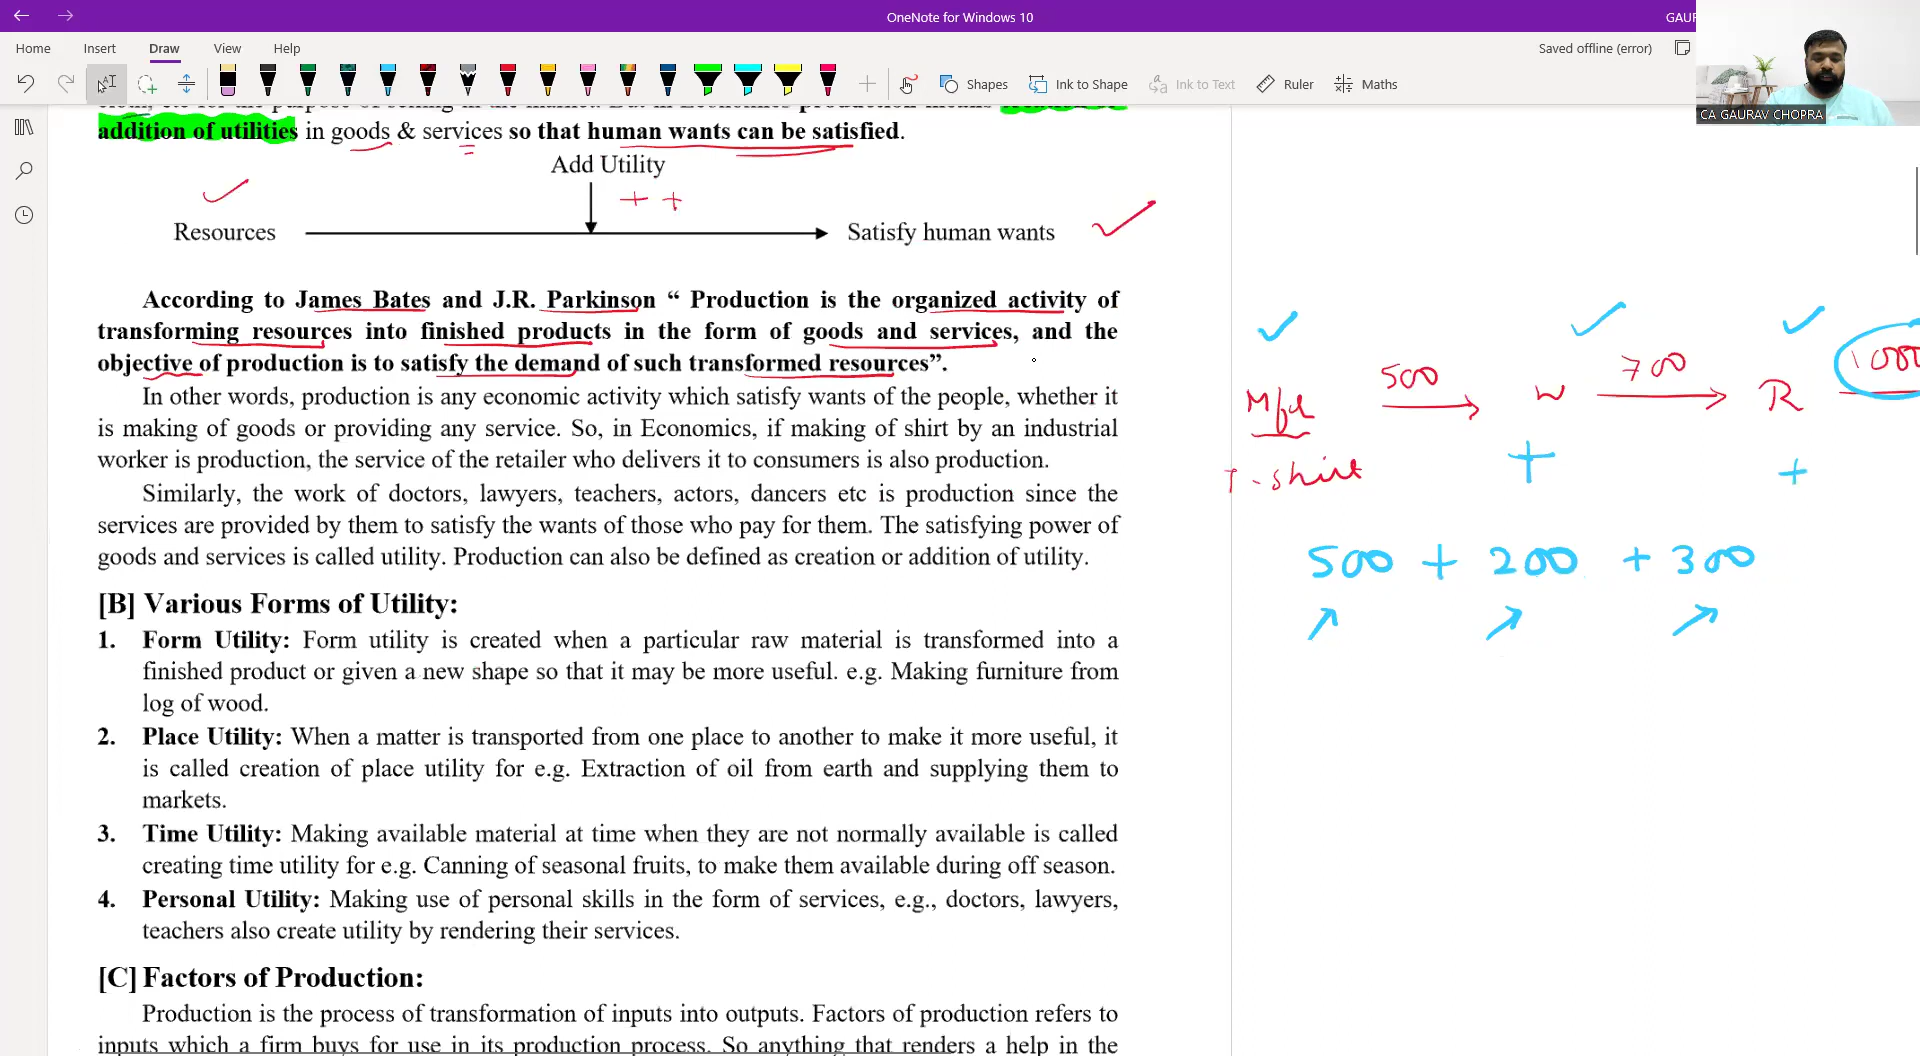 OneNote for Windows 10
GAUR
Home Insert Draw View Help
Saved offline (error)
Shapes Ink to Shape Ink to Text Ruler Maths
CA GAURAV CHOPRA
addition of utilities in goods & services so that human wants can be satisfied.
Add Utility
+ +
Resources Satisfy human wants
According to James Bates and J.R. Parkinson “ Production is the organized activity of
transforming resources into finished products in the form of goods and services, and the
objective of production is to satisfy the demand of such transformed resources”.
In other words, production is any economic activity which satisfy wants of the people, whether it
is making of goods or providing any service. So, in Economics, if making of shirt by an industrial
worker is production, the service of the retailer who delivers it to consumers is also production.
Similarly, the work of doctors, lawyers, teachers, actors, dancers etc is production since the
services are provided by them to satisfy the wants of those who pay for them. The satisfying power of
goods and services is called utility. Production can also be defined as creation or addition of utility.
[B] Various Forms of Utility:
1. Form Utility: Form utility is created when a particular raw material is transformed into a
finished product or given a new shape so that it may be more useful. e.g. Making furniture from
log of wood.
2. Place Utility: When a matter is transported from one place to another to make it more useful, it
is called creation of place utility for e.g. Extraction of oil from earth and supplying them to
markets.
3. Time Utility: Making available material at time when they are not normally available is called
creating time utility for e.g. Canning of seasonal fruits, to make them available during off season.
4. Personal Utility: Making use of personal skills in the form of services, e.g., doctors, lawyers,
teachers also create utility by rendering their services.
[C] Factors of Production:
Production is the process of transformation of inputs into outputs. Factors of production refers to
inputs which a firm buys for use in its production process. So anything that renders a help in the
500 700 1000
W R
T-shirt
+ +
500 + 200 + 300